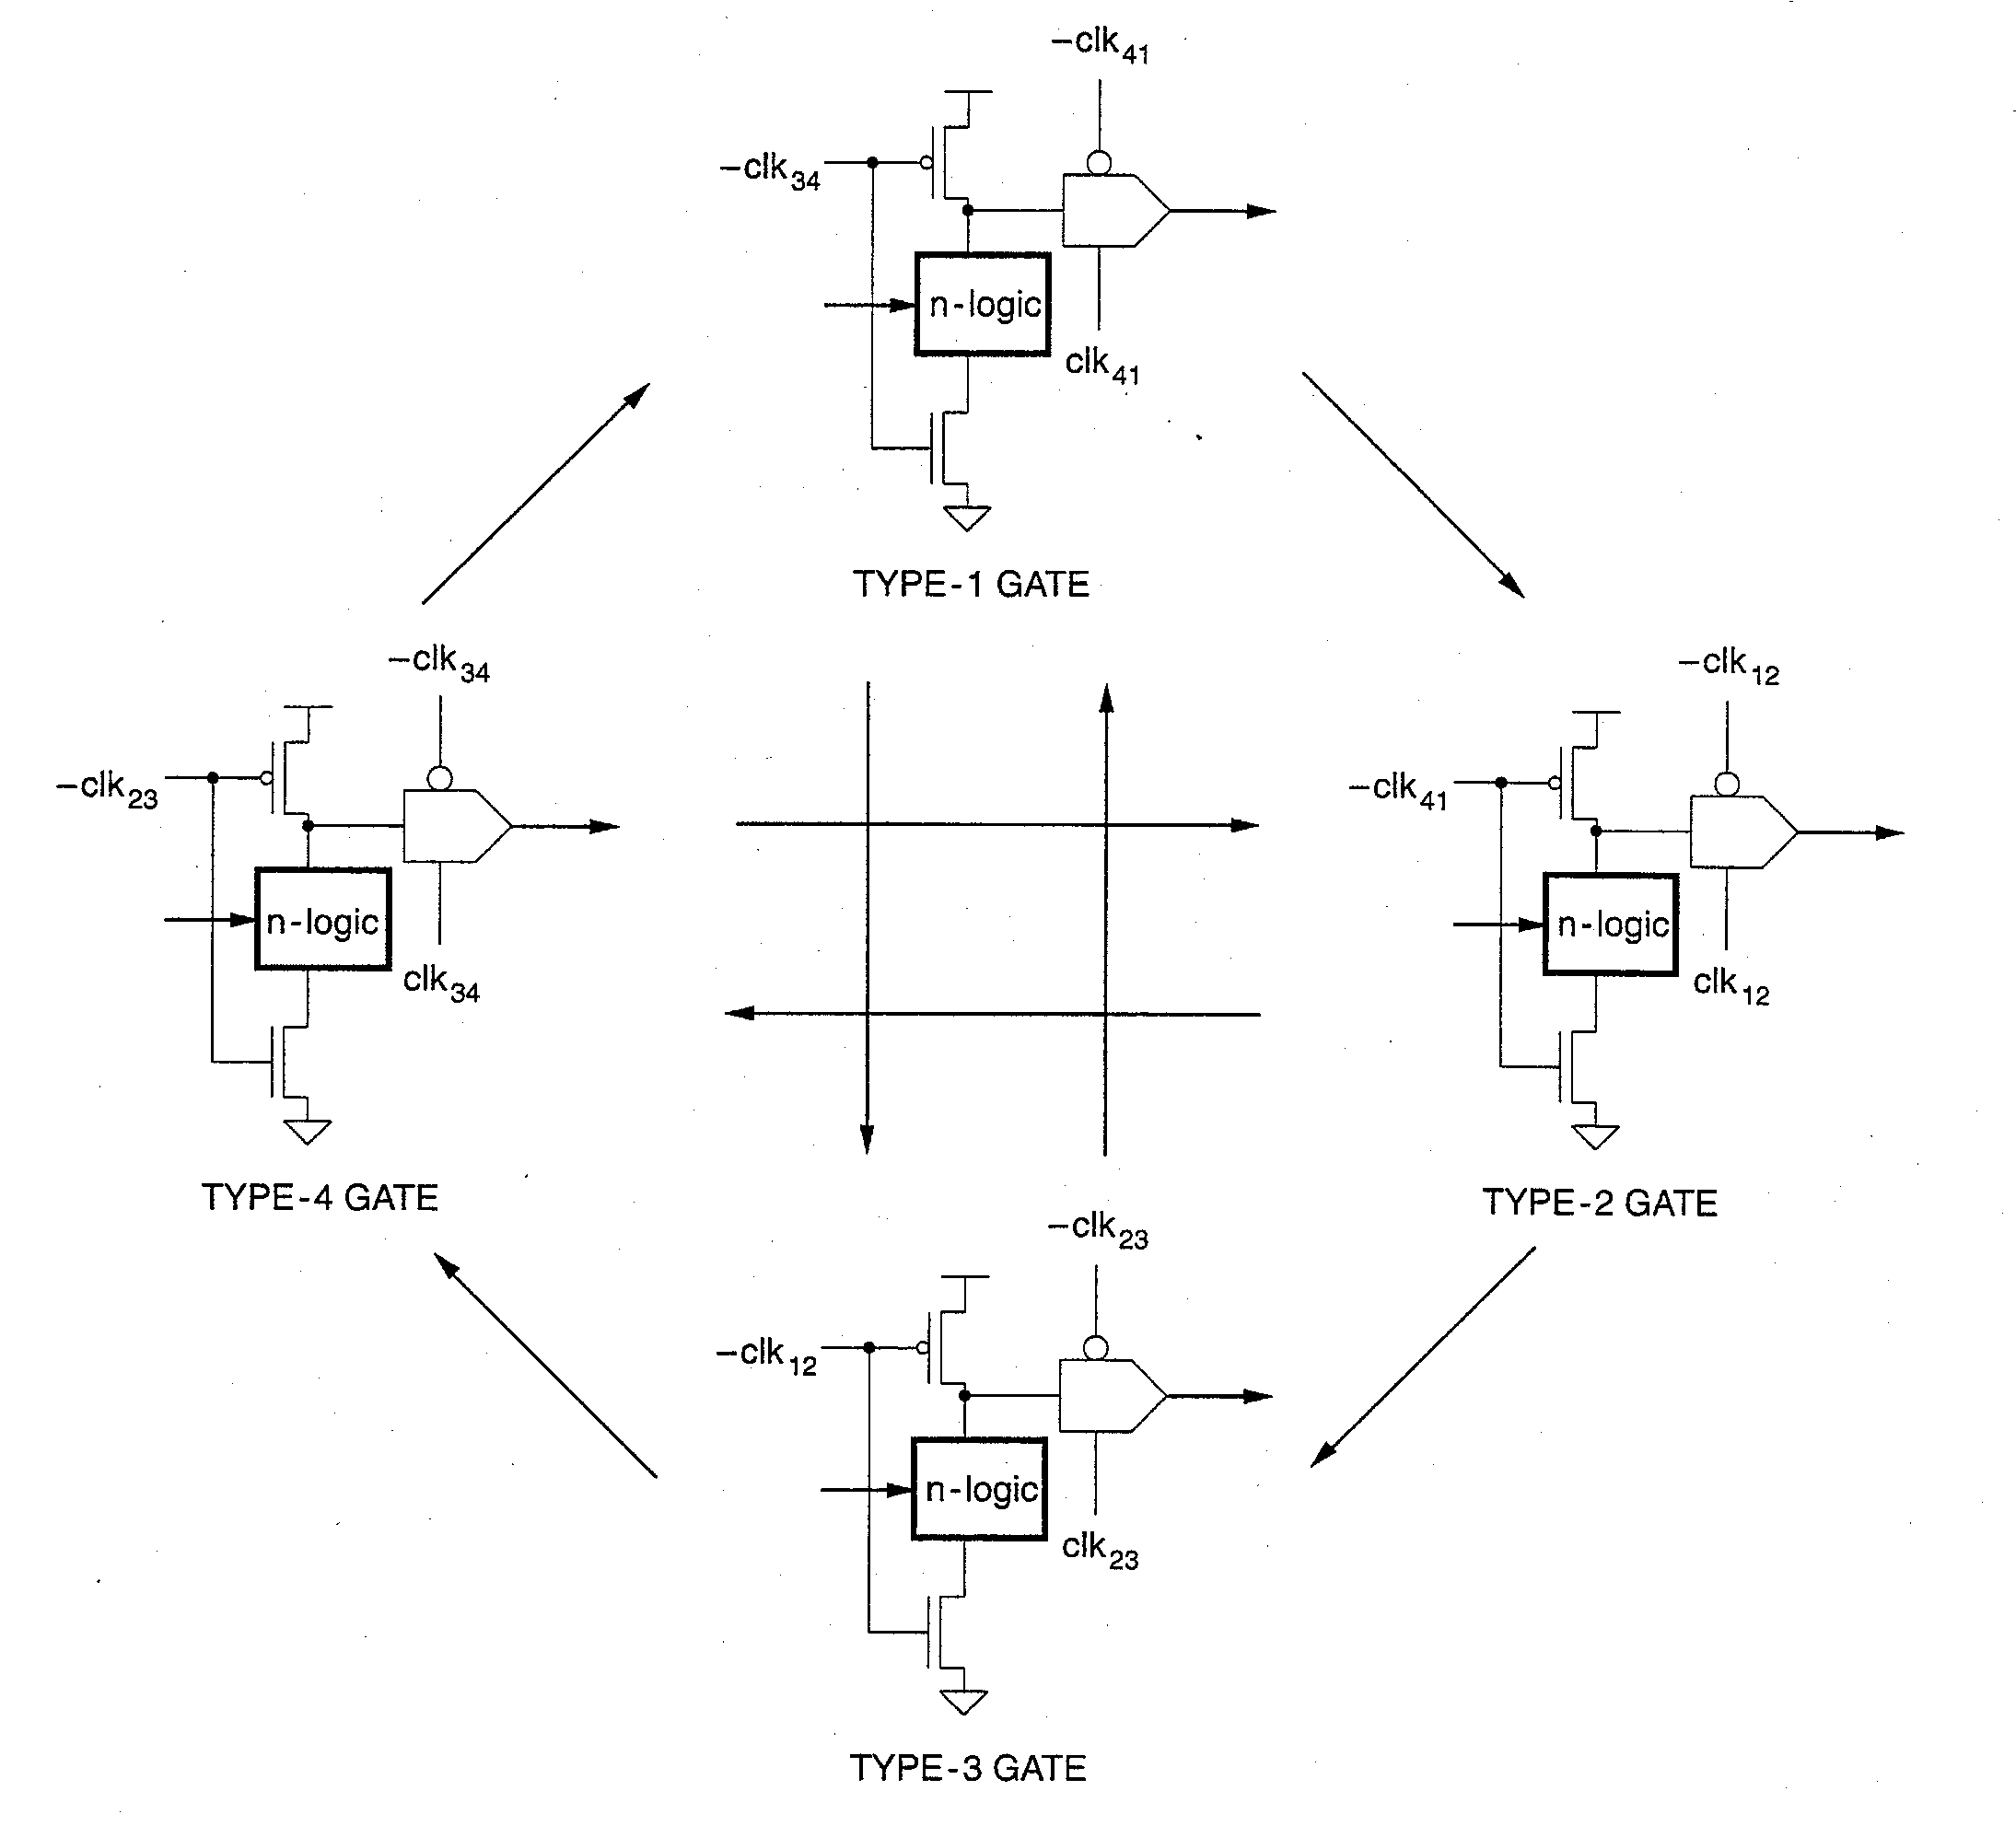 –clk41
–clk34
n-logic
clk41
TYPE-1 GATE
–clk34
–clk23
n-logic
clk34
TYPE-4 GATE
–clk12
–clk41
n-logic
clk12
TYPE-2 GATE
–clk23
–clk12
n-logic
clk23
TYPE-3 GATE